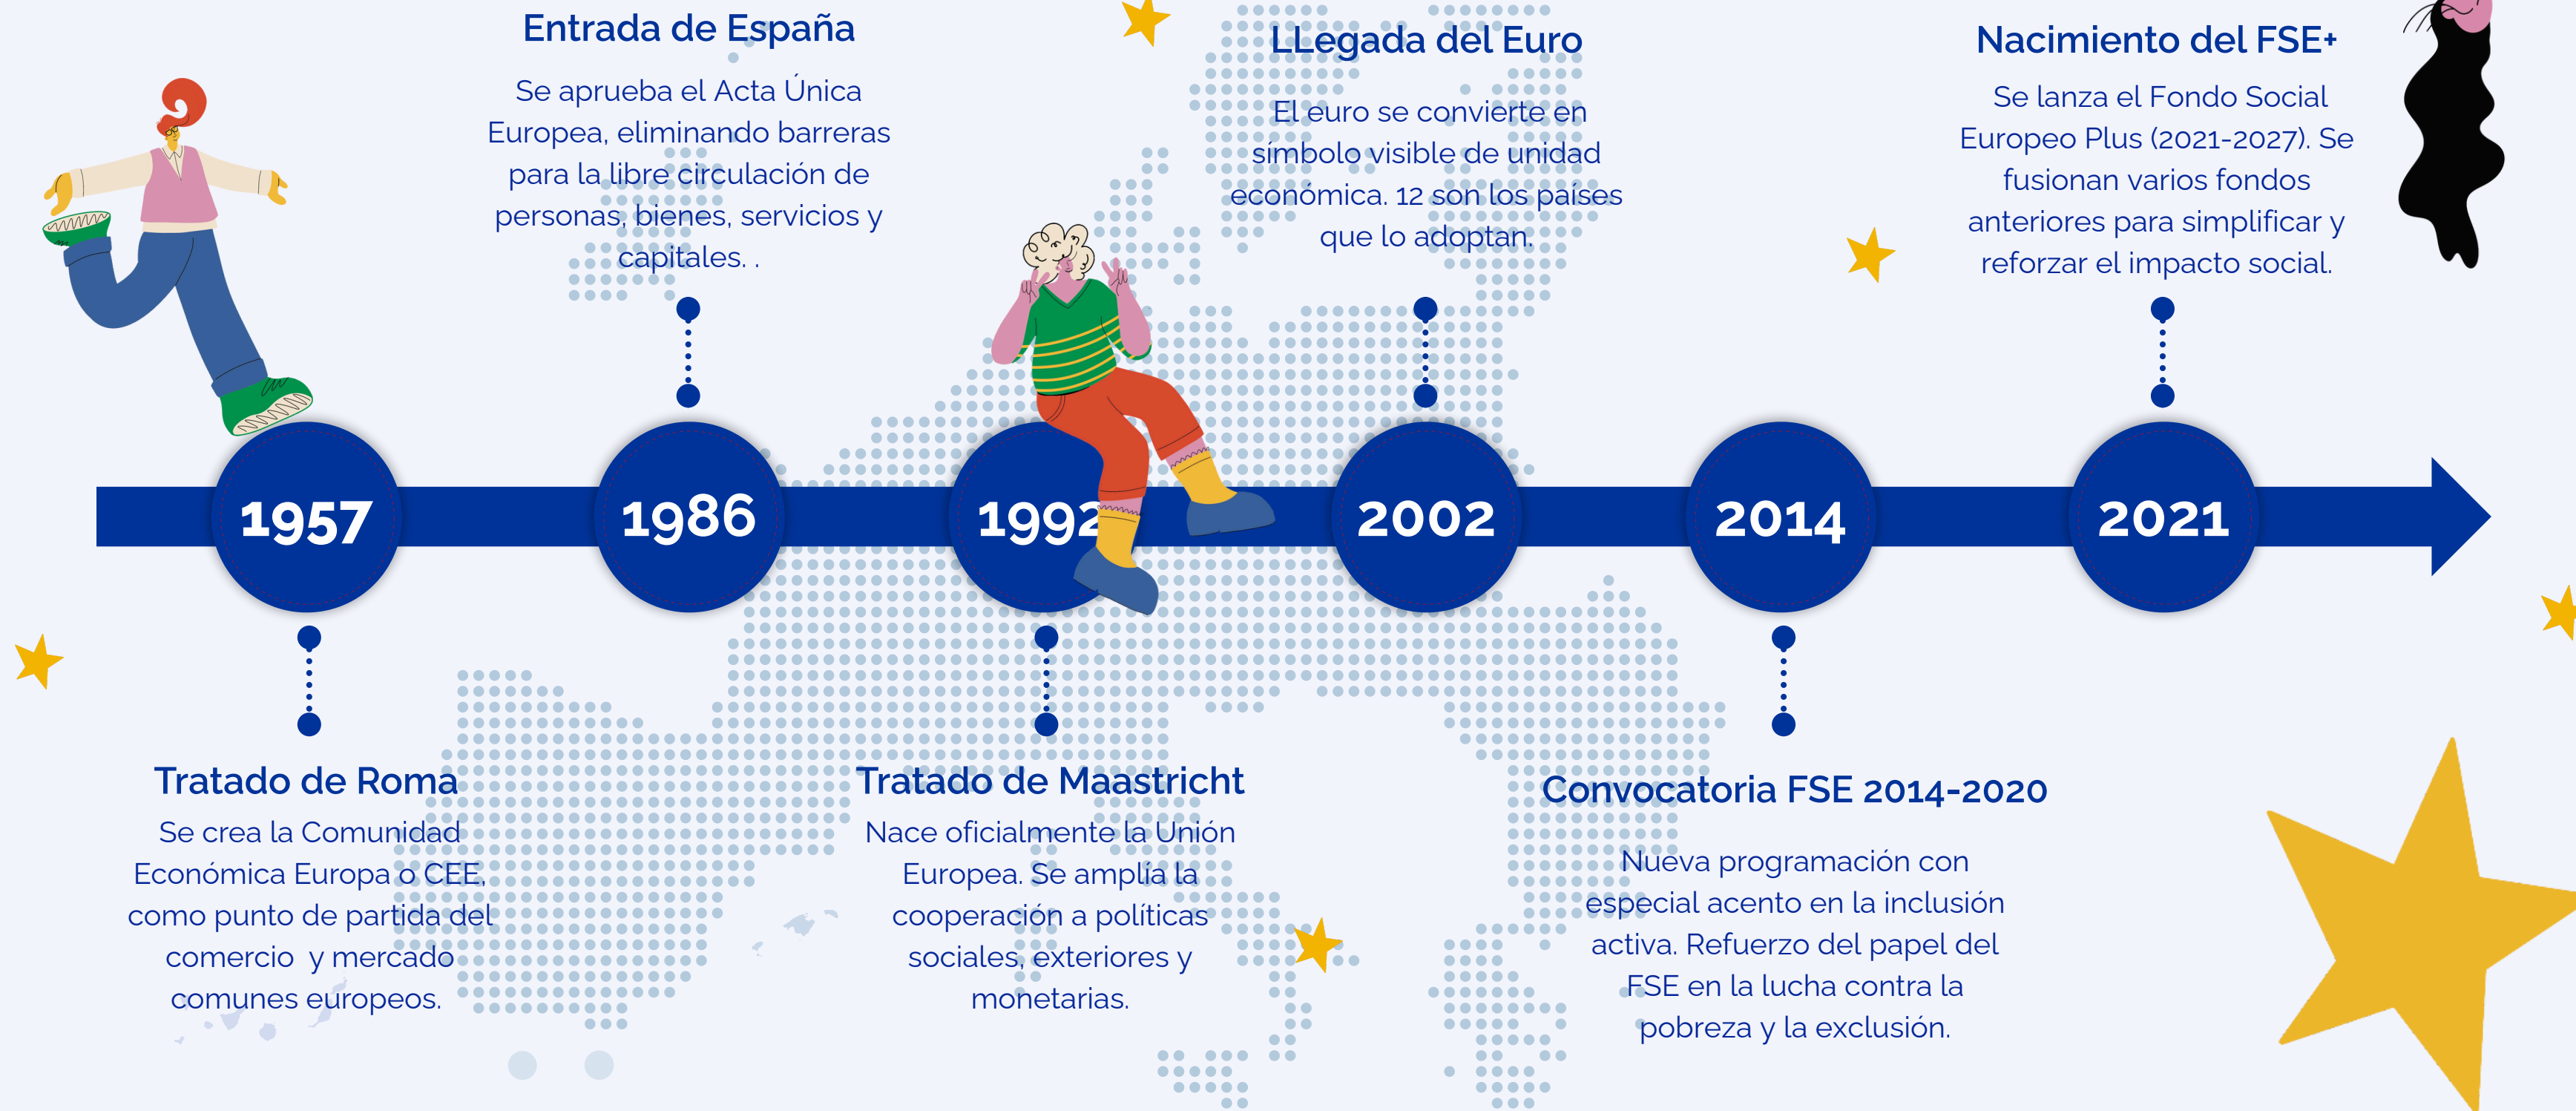 Entrada de España
Se aprueba el Acta Única
Europea, eliminando barreras
para la libre circulación de
personas, bienes, servicios y
capitales. .
LLegada del Euro
El euro se convierte en
símbolo visible de unidad
económica. 12 son los países
que lo adoptan.
Nacimiento del FSE+
Se lanza el Fondo Social
Europeo Plus (2021-2027). Se
fusionan varios fondos
anteriores para simplificar y
reforzar el impacto social.
1957
1986
1992
2002
2014
2021
Tratado de Roma
Se crea la Comunidad
Económica Europa o CEE,
como punto de partida del
comercio  y mercado
comunes europeos.
Tratado de Maastricht
Nace oficialmente la Unión
Europea. Se amplía la
cooperación a políticas
sociales, exteriores y
monetarias.
Convocatoria FSE 2014-2020
Nueva programación con
especial acento en la inclusión
activa. Refuerzo del papel del
FSE en la lucha contra la
pobreza y la exclusión.